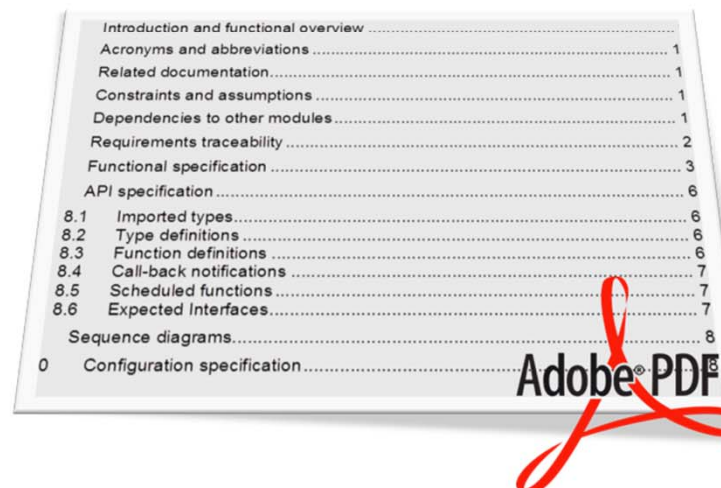 Introduction and functional overview ..........................................................
Acronyms and abbreviations .......................................................... 1
Related documentation.......................................................... 1
Constraints and assumptions .......................................................... 1
Dependencies to other modules.......................................................... 1
Requirements traceability .......................................................... 2
Functional specification .......................................................... 3
API specification .......................................................... 6
8.1 Imported types.......................................................... 6
8.2 Type definitions .......................................................... 6
8.3 Function definitions .......................................................... 6
8.4 Call-back notifications .......................................................... 7
8.5 Scheduled functions .......................................................... 7
8.6 Expected Interfaces.......................................................... 7
Sequence diagrams.......................................................... 8
0 Configuration specification.......................................................... 8
Adobe® PDF